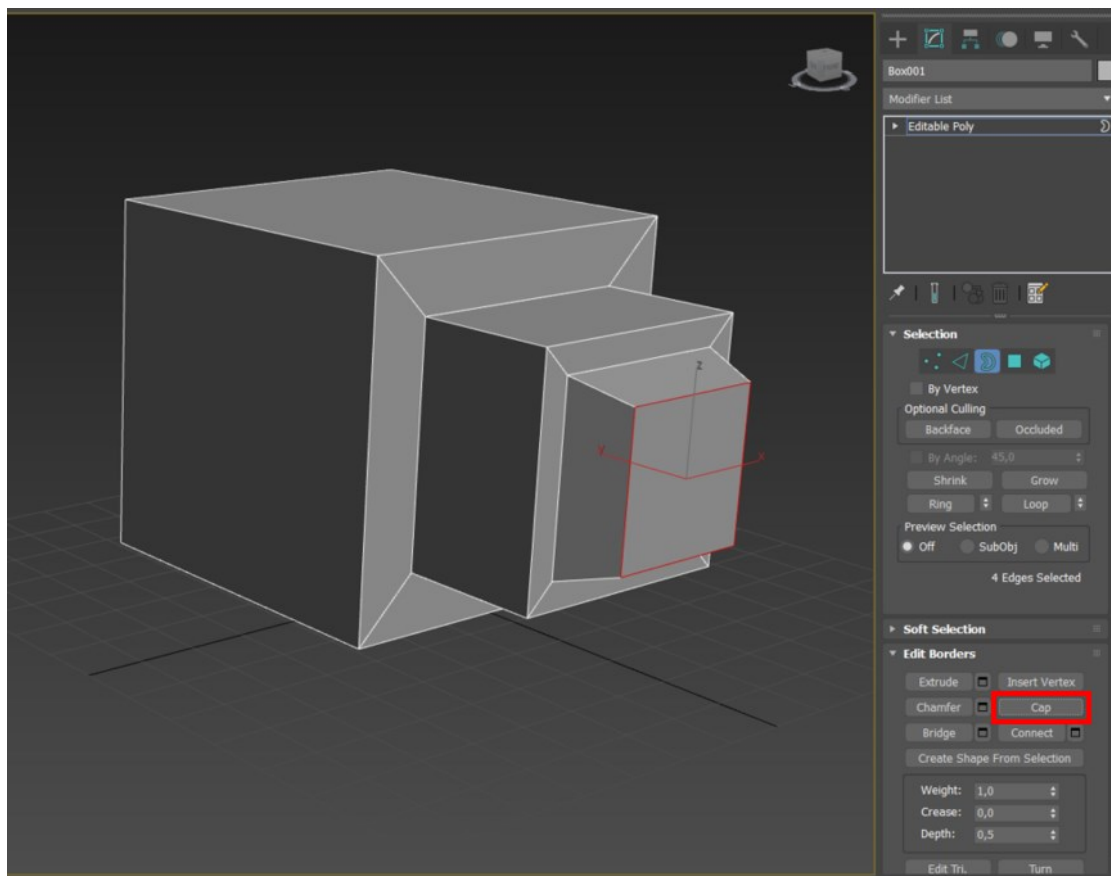 Box001
Modifier List
Editable Poly
Selection
By Vertex
Optional Culling
Backface Occluded
By Angle: 45,0
Shrink Grow
Ring Loop
Preview Selection
Off SubObj Multi
4 Edges Selected
Soft Selection
Edit Borders
Extrude Insert Vertex
Chamfer Cap
Bridge Connect
Create Shape From Selection
Weight: 1,0
Crease: 0,0
Depth: 0,5
Edit Tri. Turn
z
y
x